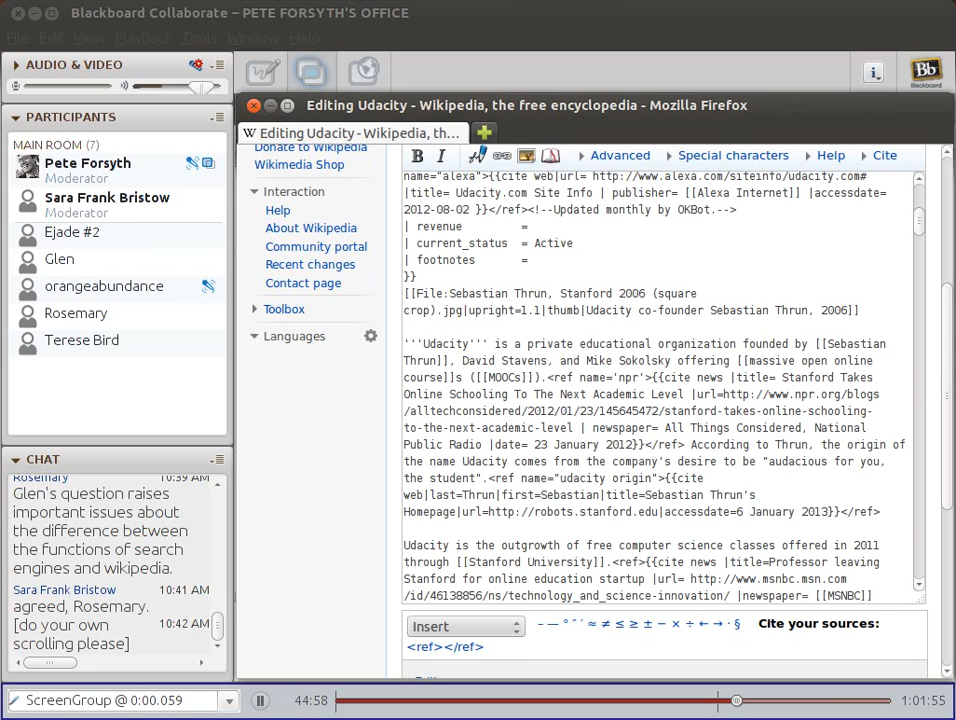 Blackboard Collaborate – PETE FORSYTH'S OFFICE
File Edit View Playback Tools Window Help
AUDIO & VIDEO
PARTICIPANTS
MAIN ROOM (7)
Pete Forsyth
Moderator
Sara Frank Bristow
Moderator
Ejade #2
Glen
orangeabundance
Rosemary
Terese Bird
CHAT
Rosemary 10:39 AM
Glen's question raises
important issues about
the difference between
the functions of search
engines and wikipedia.
Sara Frank Bristow 10:41 AM
agreed, Rosemary.
10:42 AM
[do your own
scrolling please]
i
Bb
Blackboard
Editing Udacity - Wikipedia, the free encyclopedia - Mozilla Firefox
W Editing Udacity - Wikipedia, th...
Donate to Wikipedia
Wikimedia Shop
Interaction
Help
About Wikipedia
Community portal
Recent changes
Contact page
Toolbox
Languages
B I Advanced Special characters Help Cite
name="alexa">{{cite web|url= http://www.alexa.com/siteinfo/udacity.com#
|title= Udacity.com Site Info | publisher= [[Alexa Internet]] |accessdate=
2012-08-02 }}</ref><!--Updated monthly by OKBot.-->
| revenue =
| current_status = Active
| footnotes =
}}
[[File:Sebastian Thrun, Stanford 2006 (square
crop).jpg|upright=1.1|thumb|Udacity co-founder Sebastian Thrun, 2006]]
'''Udacity''' is a private educational organization founded by [[Sebastian
Thrun]], David Stavens, and Mike Sokolsky offering [[massive open online
course]]s ([[MOOCs]]).<ref name='npr'>{{cite news |title= Stanford Takes
Online Schooling To The Next Academic Level |url=http://www.npr.org/blogs
/alltechconsidered/2012/01/23/145645472/stanford-takes-online-schooling-
to-the-next-academic-level | newspaper= All Things Considered, National
Public Radio |date= 23 January 2012}}</ref> According to Thrun, the origin of
the name Udacity comes from the company's desire to be "audacious for you,
the student".<ref name="udacity origin">{{cite
web|last=Thrun|first=Sebastian|title=Sebastian Thrun's
Homepage|url=http://robots.stanford.edu|accessdate=6 January 2013}}</ref>
Udacity is the outgrowth of free computer science classes offered in 2011
through [[Stanford University]].<ref>{{cite news |title=Professor leaving
Stanford for online education startup |url= http://www.msnbc.msn.com
/id/46138856/ns/technology_and_science-innovation/ |newspaper= [[MSNBC]]
Insert – — ° ″ ′ ≈ ≠ ≤ ≥ ± − × ÷ ← → · § Cite your sources:
<ref></ref>
ScreenGroup @ 0:00.059
44:58
1:01:55